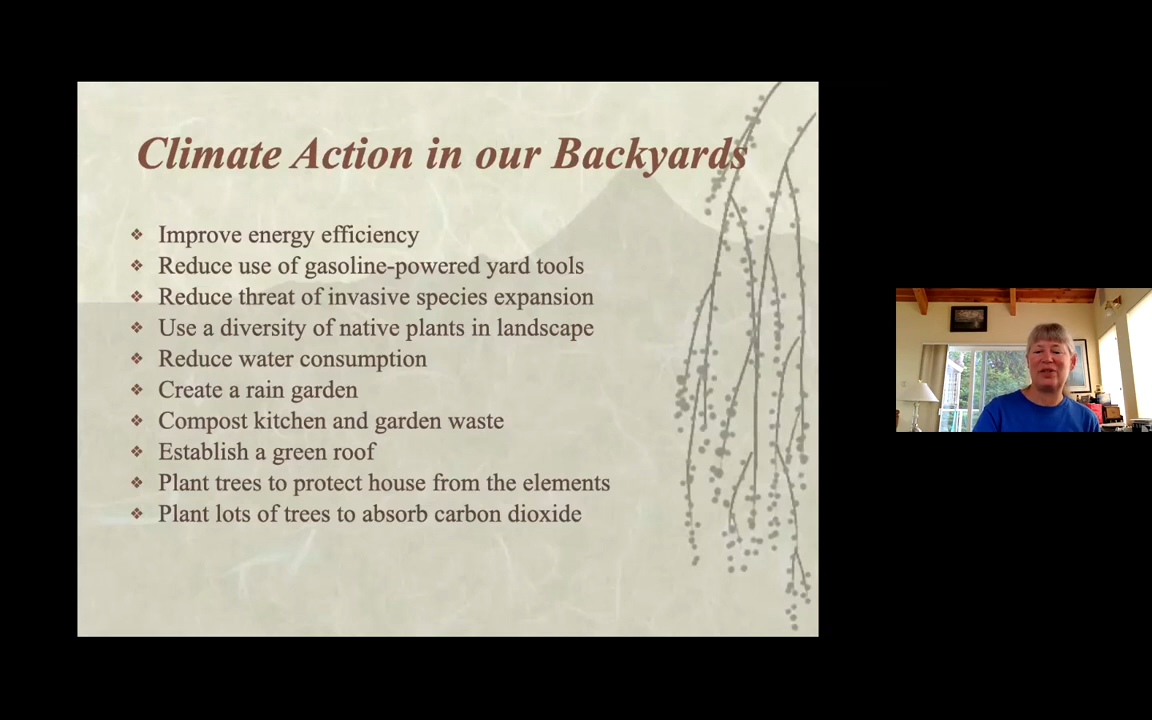 Climate Action in our Backyards
❖ Improve energy efficiency
❖ Reduce use of gasoline-powered yard tools
❖ Reduce threat of invasive species expansion
❖ Use a diversity of native plants in landscape
❖ Reduce water consumption
❖ Create a rain garden
❖ Compost kitchen and garden waste
❖ Establish a green roof
❖ Plant trees to protect house from the elements
❖ Plant lots of trees to absorb carbon dioxide